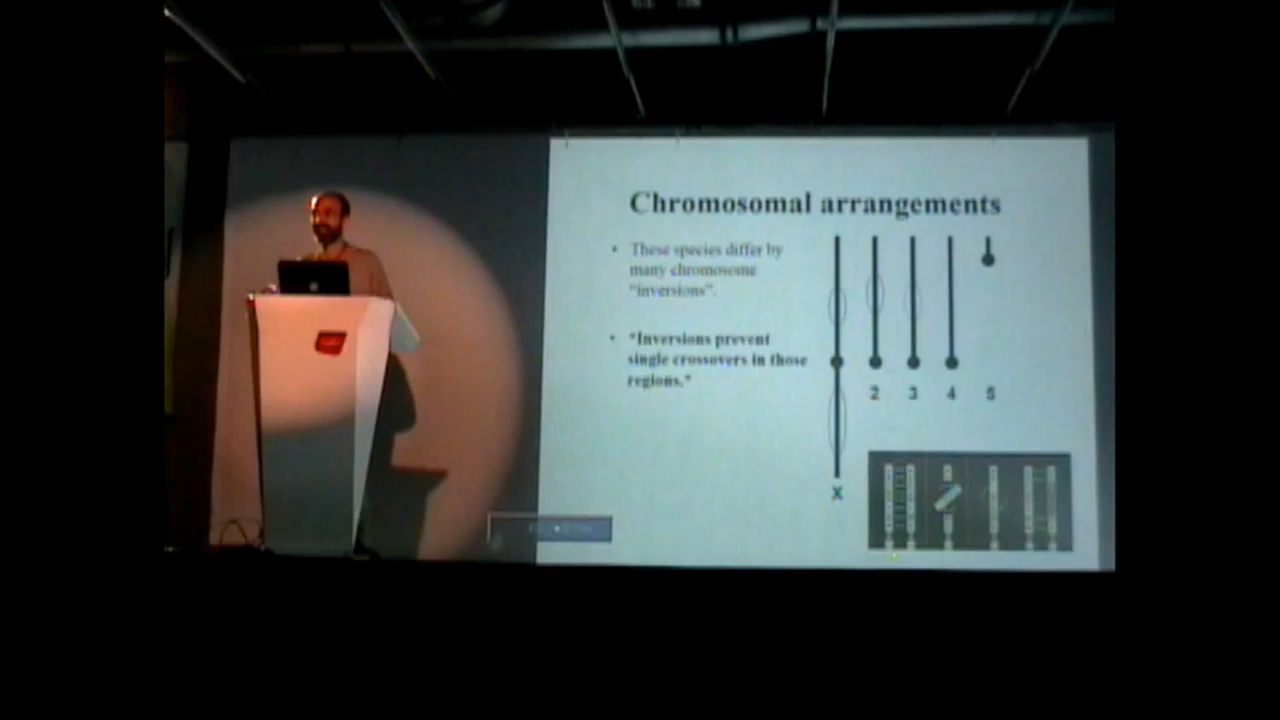 Chromosomal arrangements
• These species differ by
many chromosome
“inversions”.
• *Inversions prevent
single crossovers in those
regions.*
2 3 4 5
X